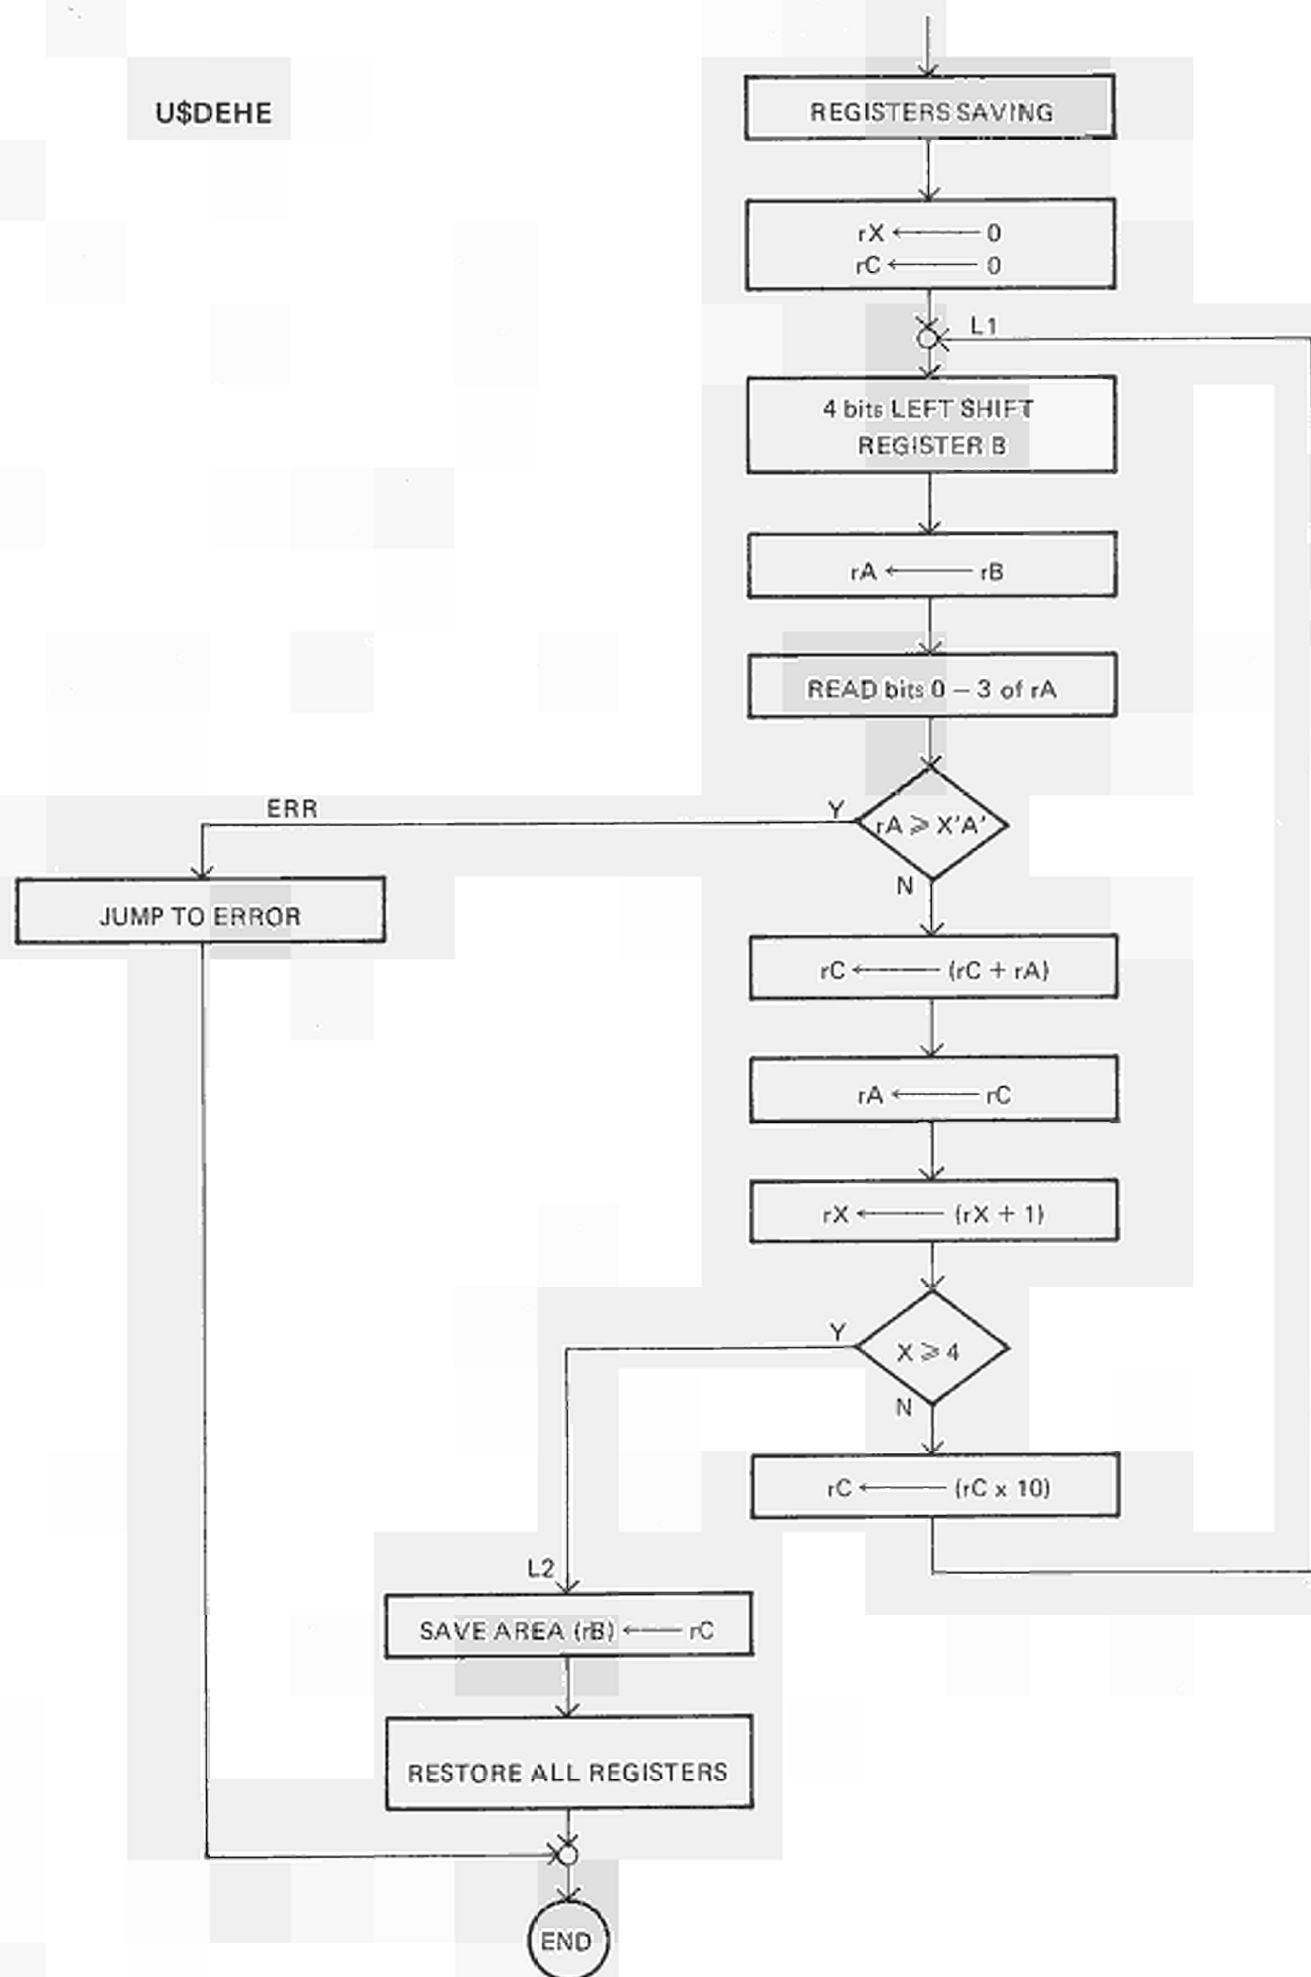 U$DEHE
REGISTERS SAVING
rX ← 0
rC ← 0
L1
4 bits LEFT SHIFT
REGISTER B
rA ← rB
READ bits 0 – 3 of rA
ERR
Y
rA ⩾ X'A'
N
JUMP TO ERROR
rC ← (rC + rA)
rA ← rC
rX ← (rX + 1)
Y
X ⩾ 4
N
rC ← (rC x 10)
L2
SAVE AREA (rB) ← rC
RESTORE ALL REGISTERS
END